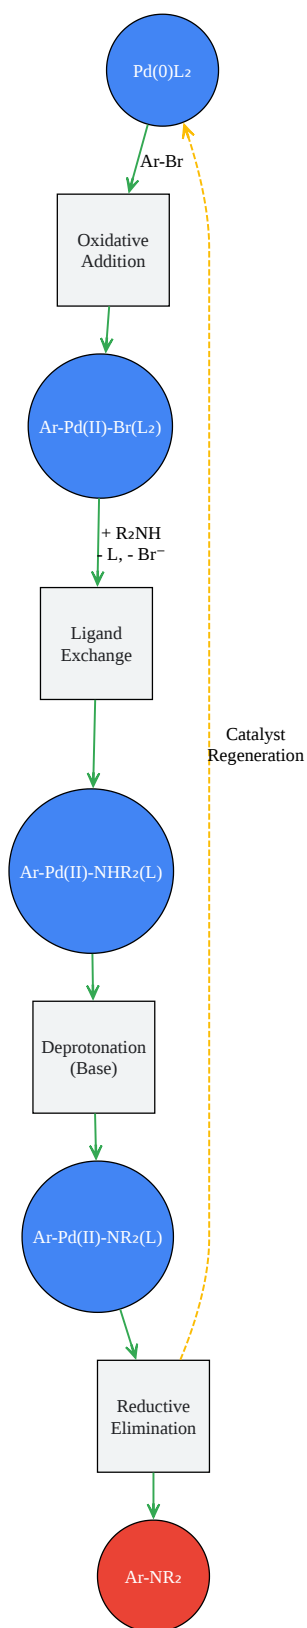 Pd(0)L₂
Ar-Br
Oxidative
Addition
Ar-Pd(II)-Br(L₂)
+ R₂NH
- L, - Br⁻
Ligand
Exchange
Catalyst
Regeneration
Ar-Pd(II)-NHR₂(L)
Deprotonation
(Base)
Ar-Pd(II)-NR₂(L)
Reductive
Elimination
Ar-NR₂